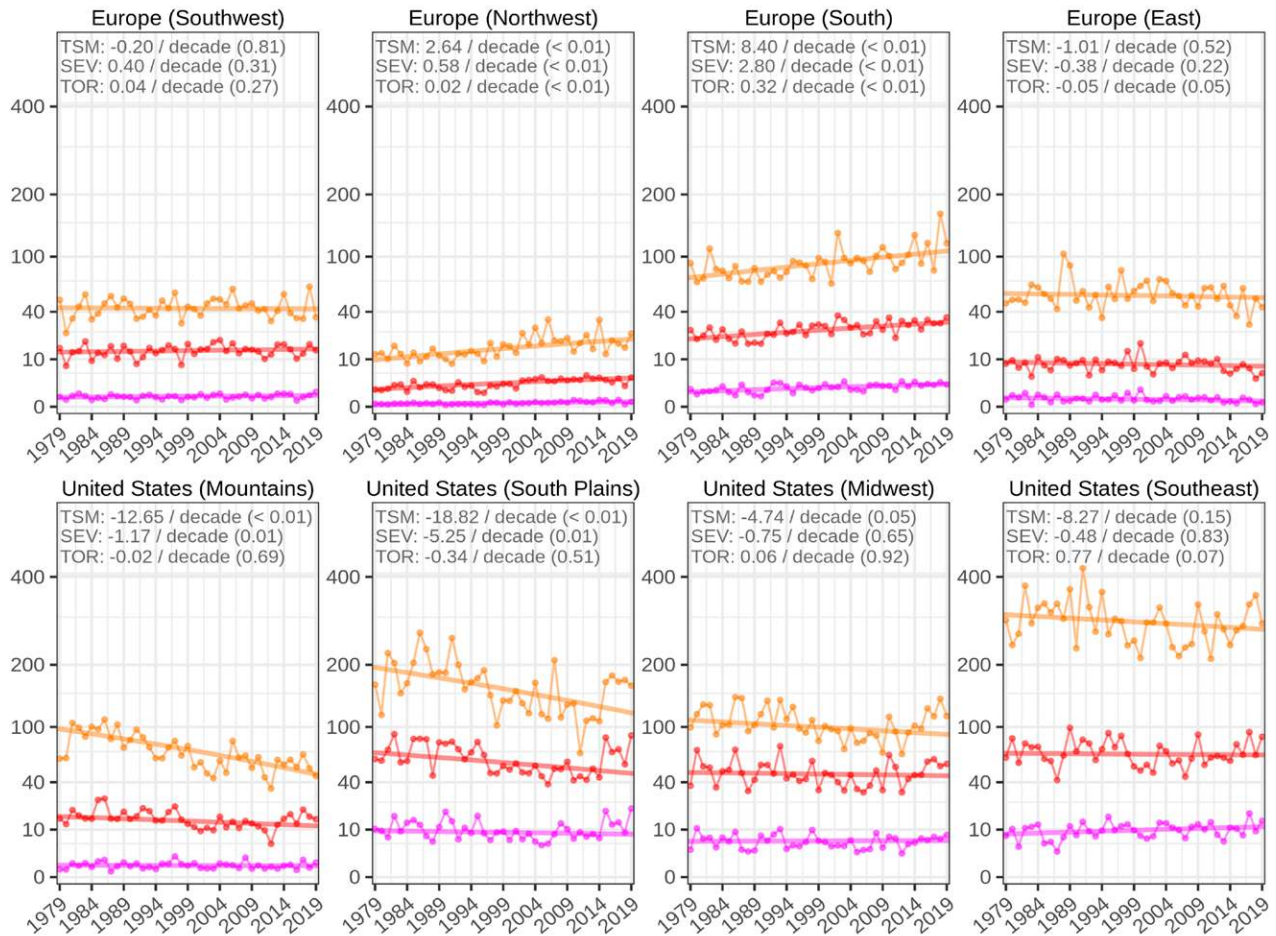 Europe (Southwest)
TSM: -0.20 / decade (0.81)
SEV: 0.40 / decade (0.31)
TOR: 0.04 / decade (0.27)
400
200
100
40
10
0
1979 1984 1989 1994 1999 2004 2009 2014 2019
Europe (Northwest)
TSM: 2.64 / decade (< 0.01)
SEV: 0.58 / decade (< 0.01)
TOR: 0.02 / decade (< 0.01)
400
200
100
40
10
0
1979 1984 1989 1994 1999 2004 2009 2014 2019
Europe (South)
TSM: 8.40 / decade (< 0.01)
SEV: 2.80 / decade (< 0.01)
TOR: 0.32 / decade (< 0.01)
400
200
100
40
10
0
1979 1984 1989 1994 1999 2004 2009 2014 2019
Europe (East)
TSM: -1.01 / decade (0.52)
SEV: -0.38 / decade (0.22)
TOR: -0.05 / decade (0.05)
400
200
100
40
10
0
1979 1984 1989 1994 1999 2004 2009 2014 2019
United States (Mountains)
TSM: -12.65 / decade (< 0.01)
SEV: -1.17 / decade (0.01)
TOR: -0.02 / decade (0.69)
400
200
100
40
10
0
1979 1984 1989 1994 1999 2004 2009 2014 2019
United States (South Plains)
TSM: -18.82 / decade (< 0.01)
SEV: -5.25 / decade (0.01)
TOR: -0.34 / decade (0.51)
400
200
100
40
10
0
1979 1984 1989 1994 1999 2004 2009 2014 2019
United States (Midwest)
TSM: -4.74 / decade (0.05)
SEV: -0.75 / decade (0.65)
TOR: 0.06 / decade (0.92)
400
200
100
40
10
0
1979 1984 1989 1994 1999 2004 2009 2014 2019
United States (Southeast)
TSM: -8.27 / decade (0.15)
SEV: -0.48 / decade (0.83)
TOR: 0.77 / decade (0.07)
400
200
100
40
10
0
1979 1984 1989 1994 1999 2004 2009 2014 2019